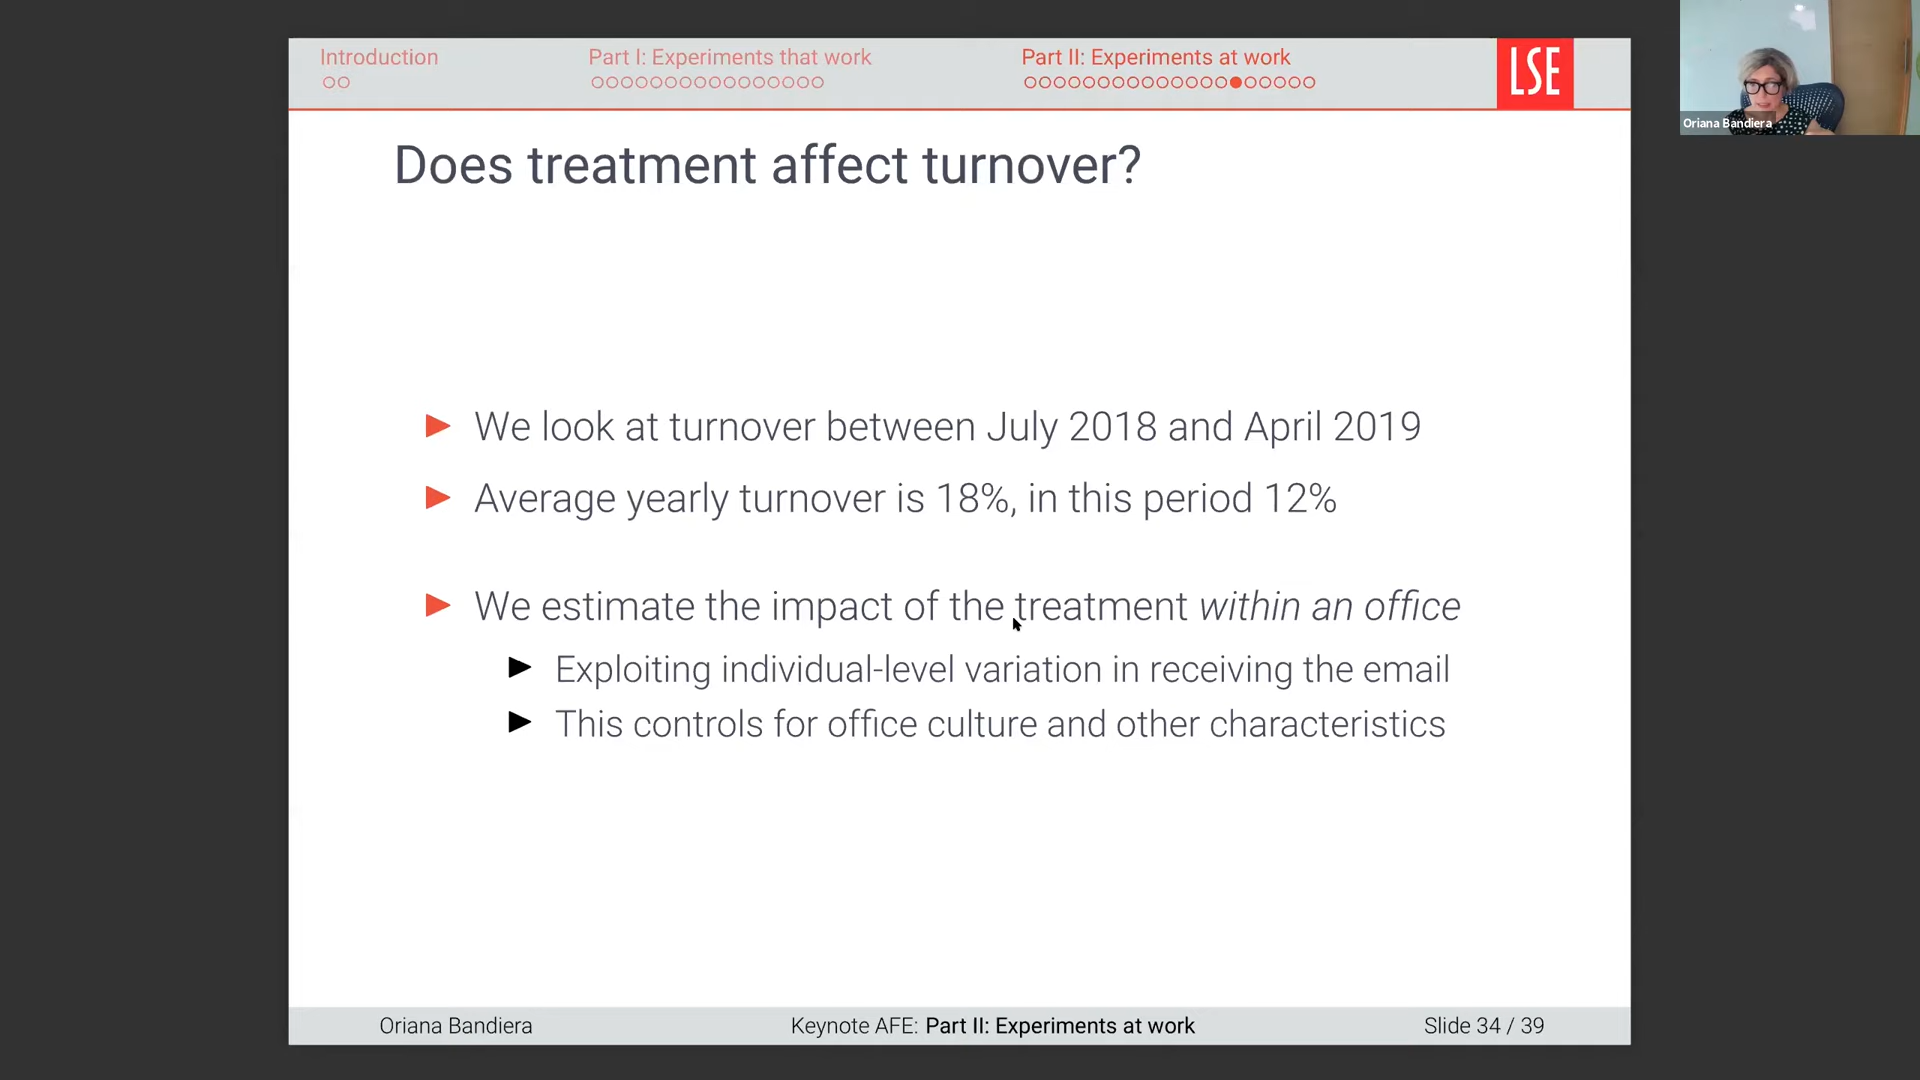 Introduction
Part I: Experiments that work
Part II: Experiments at work
LSE
Oriana Bandiera
Does treatment affect turnover?
We look at turnover between July 2018 and April 2019
Average yearly turnover is 18%, in this period 12%
We estimate the impact of the treatment within an office
Exploiting individual-level variation in receiving the email
This controls for office culture and other characteristics
Oriana Bandiera
Keynote AFE: Part II: Experiments at work
Slide 34 / 39